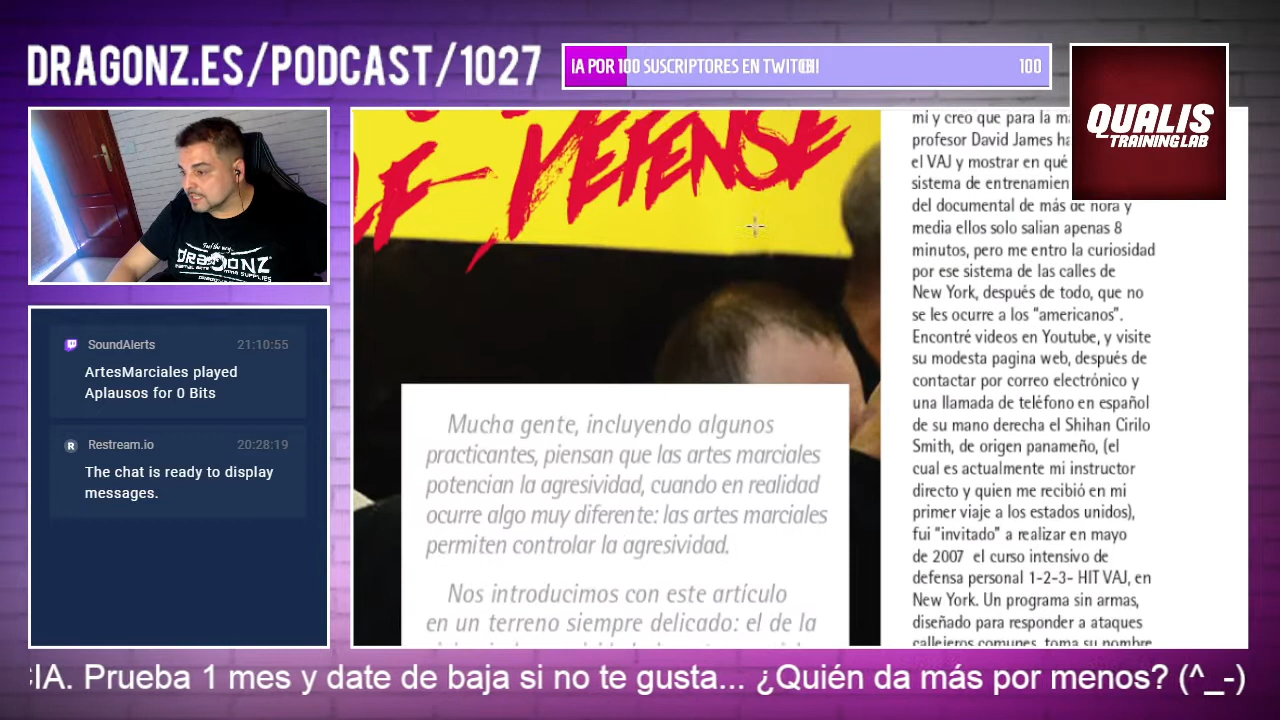 DRAGONZ.ES/PODCAST/1027
IA POR 100 SUSCRIPTORES EN TWITCH!
100
QUALIS
TRAINING LAB
Feel the way...
DRAGONZ
SoundAlerts 21:10:55
ArtesMarciales played
Aplausos for 0 Bits
Restream.io 20:28:19
The chat is ready to display
messages.
DEFENSE
Mucha gente, incluyendo algunos
practicantes, piensan que las artes marciales
potencian la agresividad, cuando en realidad
ocurre algo muy diferente: las artes marciales
permiten controlar la agresividad.
Nos introducimos con este artículo
en un terreno siempre delicado: el de la
mi y creo que para la
profesor David James
el VAJ y mostrar en qué
sistema de
del documental de más de hora y
media ellos solo salian apenas 8
minutos, pero me entro la curiosidad
por ese sistema de las calles de
New York, después de todo, que no
se les ocurre a los "americanos".
Encontré videos en Youtube, y visite
su modesta pagina web, después de
contactar por correo electrónico y
una llamada de teléfono en español
de su mano derecha el Shihan Cirilo
Smith, de origen panameño, (el
cual es actualmente mi instructor
directo y quien me recibió en mi
primer viaje a los estados unidos),
fui "invitado" a realizar en mayo
de 2007 el curso intensivo de
defensa personal 1-2-3- HIT VAJ, en
New York. Un programa sin armas,
diseñado para responder a ataques
callejeros comunes, toma su nombre
CIA. Prueba 1 mes y date de baja si no te gusta... ¿Quién da más por menos? (^_-)